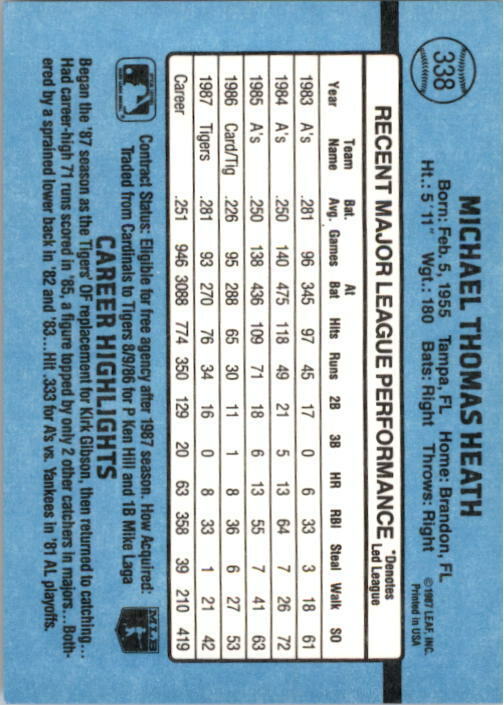 338
MICHAEL THOMAS HEATH
Born: Feb. 5, 1955 Tampa, FL Home: Brandon, FL
Ht.: 5'11" Wgt.: 180 Bats: Right Throws: Right
©1987 LEAF, INC.
Printed in USA
RECENT MAJOR LEAGUE PERFORMANCE
*Denotes
Led League
Year Team Name Bat. Avg. Games At Bat Hits Runs 2B 3B HR RBI Steal Walk SO
1983 A's .281 96 345 97 45 17 0 6 33 3 18 61
1984 A's .250 140 475 118 49 21 5 13 64 7 26 72
1985 A's .250 138 436 109 71 18 6 13 55 7 41 63
1986 Card/Tig .226 95 288 65 30 11 1 8 36 6 27 53
1987 Tigers .281 93 270 76 34 16 0 8 33 1 21 42
Career .251 946 3088 774 350 129 20 63 358 39 210 419
Contract Status: Eligible for free agency after 1987 season. How Acquired:
Traded from Cardinals to Tigers 8/9/86 for P Ken Hill and 1B Mike Laga
MLB
CAREER HIGHLIGHTS
Began the '87 season as the Tigers' OF replacement for Kirk Gibson, then returned to catching...
Had career-high 71 runs scored in '85, a figure topped by only 2 other catchers in majors...Both-
ered by a sprained lower back in '82 and '83...Hit .333 for A's vs. Yankees in '81 AL playoffs.